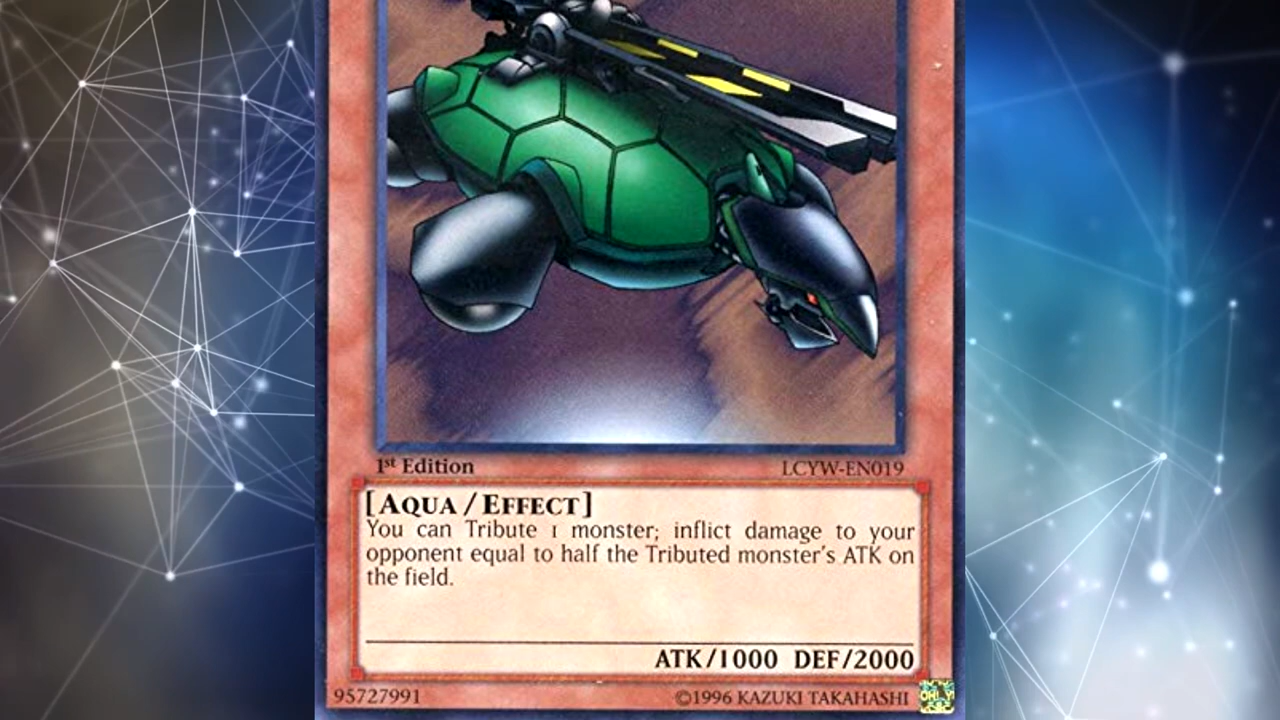 1st Edition LCYW-EN019
[AQUA / EFFECT]
You can Tribute 1 monster; inflict damage to your
opponent equal to half the Tributed monster's ATK on
the field.
ATK/1000 DEF/2000
95727991 ©1996 KAZUKI TAKAHASHI